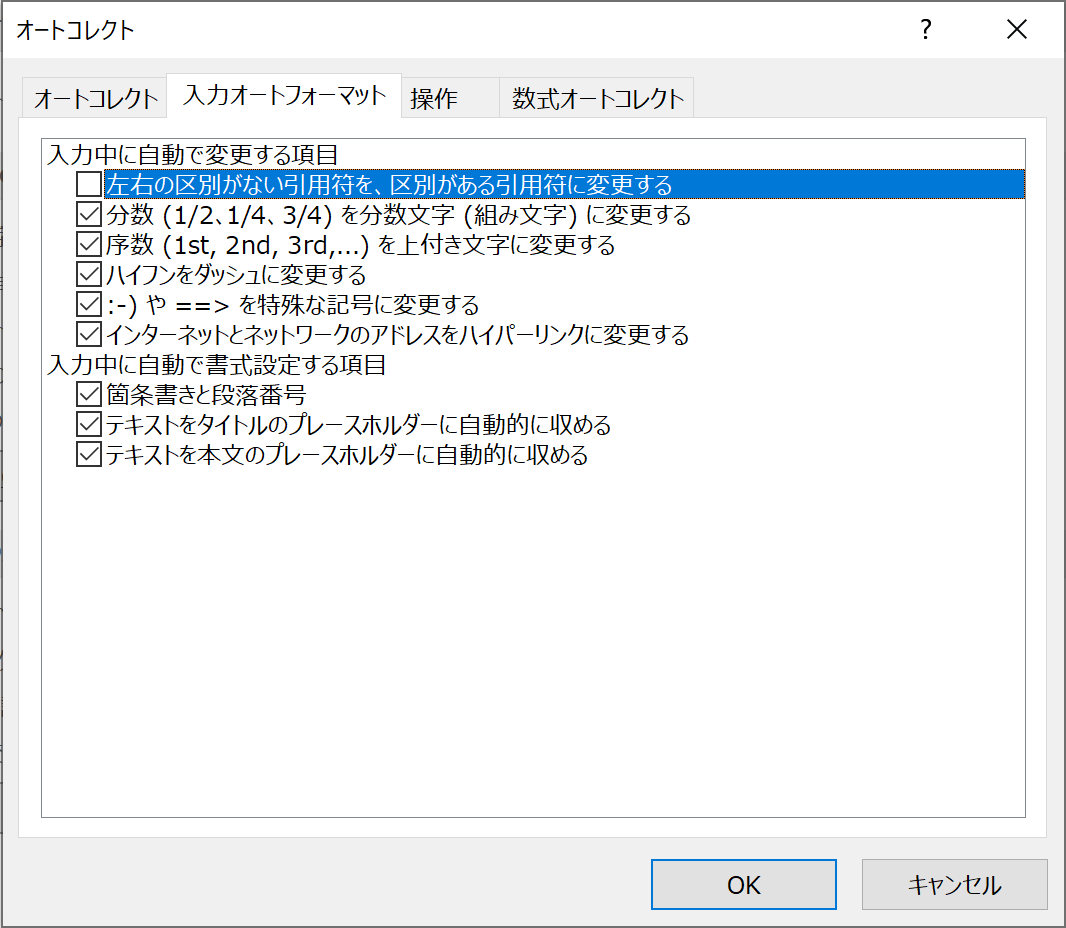 オートコレクト
?
オートコレクト 入力オートフォーマット 操作 数式オートコレクト
入力中に自動で変更する項目
左右の区別がない引用符を、区別がある引用符に変更する
分数 (1/2、1/4、3/4) を分数文字 (組み文字) に変更する
序数 (1st, 2nd, 3rd,...) を上付き文字に変更する
ハイフンをダッシュに変更する
:-) や ==> を特殊な記号に変更する
インターネットとネットワークのアドレスをハイパーリンクに変更する
入力中に自動で書式設定する項目
箇条書きと段落番号
テキストをタイトルのプレースホルダーに自動的に収める
テキストを本文のプレースホルダーに自動的に収める
OK キャンセル